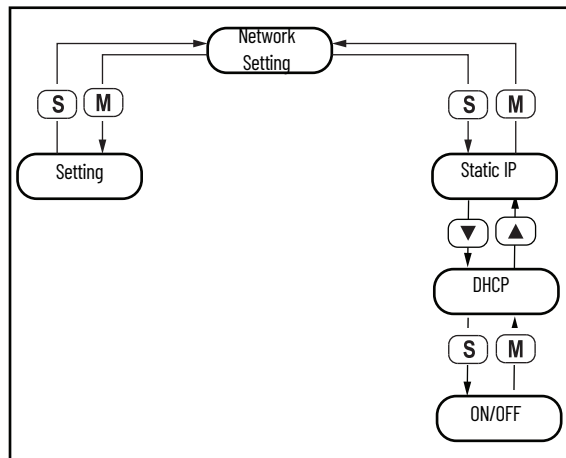 Network
Setting
S M S M
Setting Static IP
▼ ▲
DHCP
S M
ON/OFF